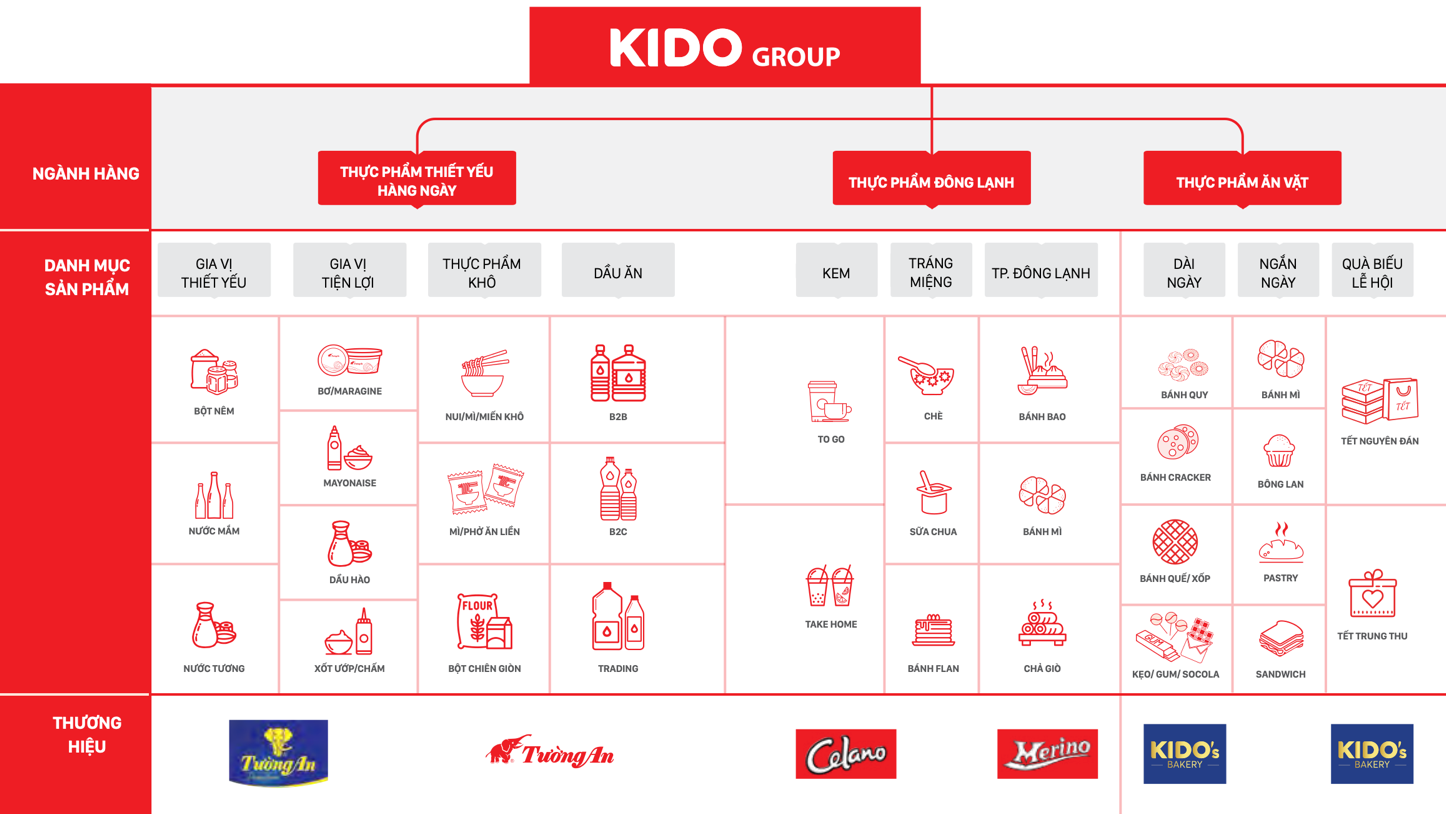 KIDO GROUP
NGÀNH HÀNG
THỰC PHẨM THIẾT YẾU
HÀNG NGÀY
THỰC PHẨM ĐÔNG LẠNH
THỰC PHẨM ĂN VẶT
DANH MỤC
SẢN PHẨM
GIA VỊ
THIẾT YẾU
GIA VỊ
TIỆN LỢI
THỰC PHẨM
KHÔ
DẦU ĂN
KEM
TRÁNG
MIỆNG
TP. ĐÔNG LẠNH
DÀI
NGÀY
NGẮN
NGÀY
QUÀ BIẾU
LỄ HỘI
BỘT NÊM
NƯỚC MẮM
NƯỚC TƯƠNG
BƠ/MARAGINE
MAYONAISE
DẦU HÀO
XỐT ƯỚP/CHẤM
NUI/MÌ/MIẾN KHÔ
MÌ/PHỞ ĂN LIỀN
FLOUR
BỘT CHIÊN GIÒN
B2B
B2C
TRADING
TO GO
TAKE HOME
CHÈ
SỮA CHUA
BÁNH FLAN
BÁNH BAO
BÁNH MÌ
CHẢ GIÒ
BÁNH QUY
BÁNH CRACKER
BÁNH QUẾ/ XỐP
GUM
KẸO/ GUM/ SOCOLA
BÁNH MÌ
BÔNG LAN
PASTRY
SANDWICH
TẾT
TẾT
TẾT NGUYÊN ĐÁN
TẾT TRUNG THU
THƯƠNG
HIỆU
Tường An
Tường An
Celano
Merino
KIDO's
BAKERY
KIDO's
BAKERY